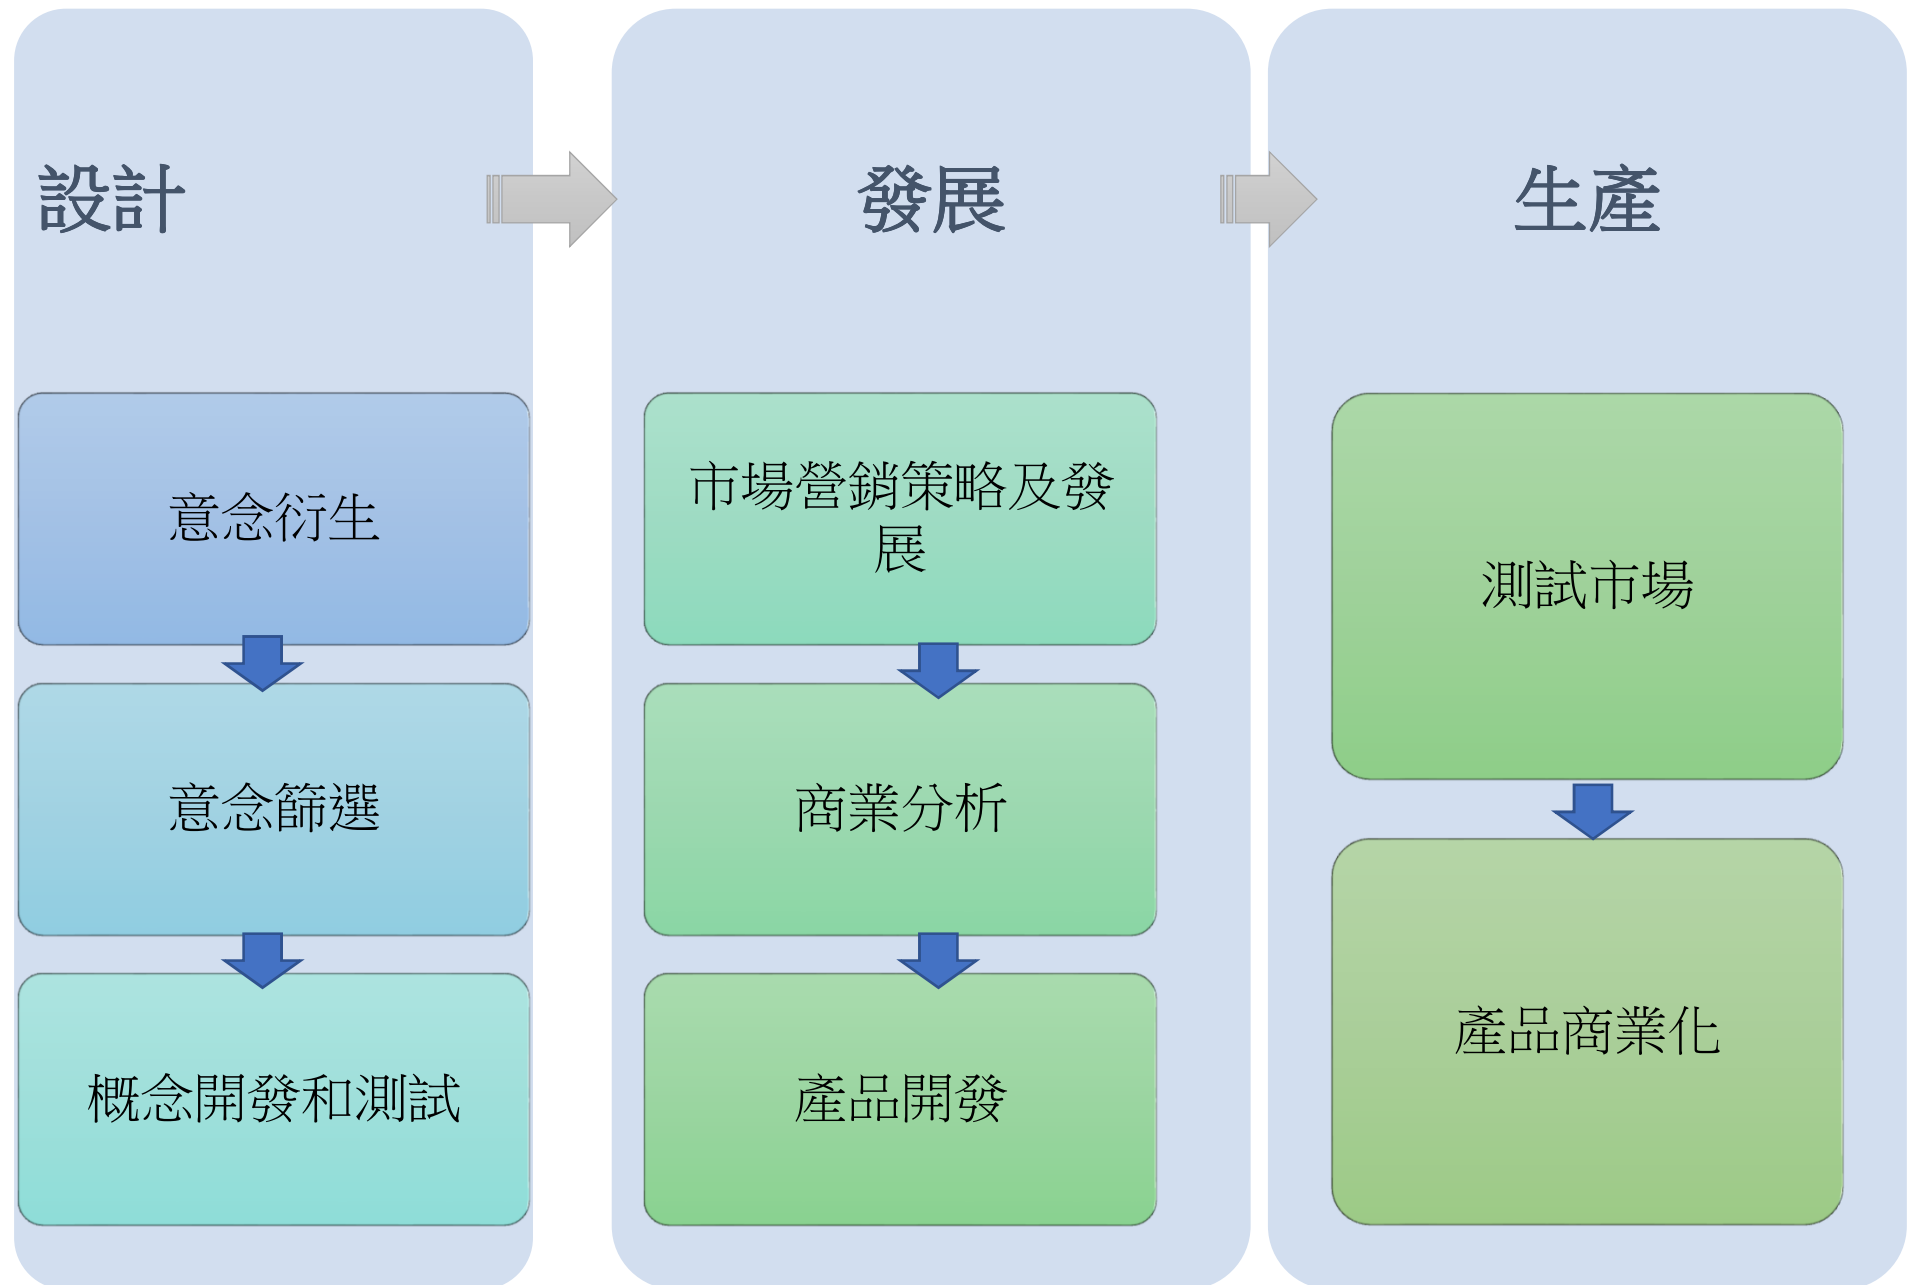 設計
意念衍生
意念篩選
概念開發和測試
發展
市場營銷策略及發
展
商業分析
產品開發
生產
測試市場
產品商業化